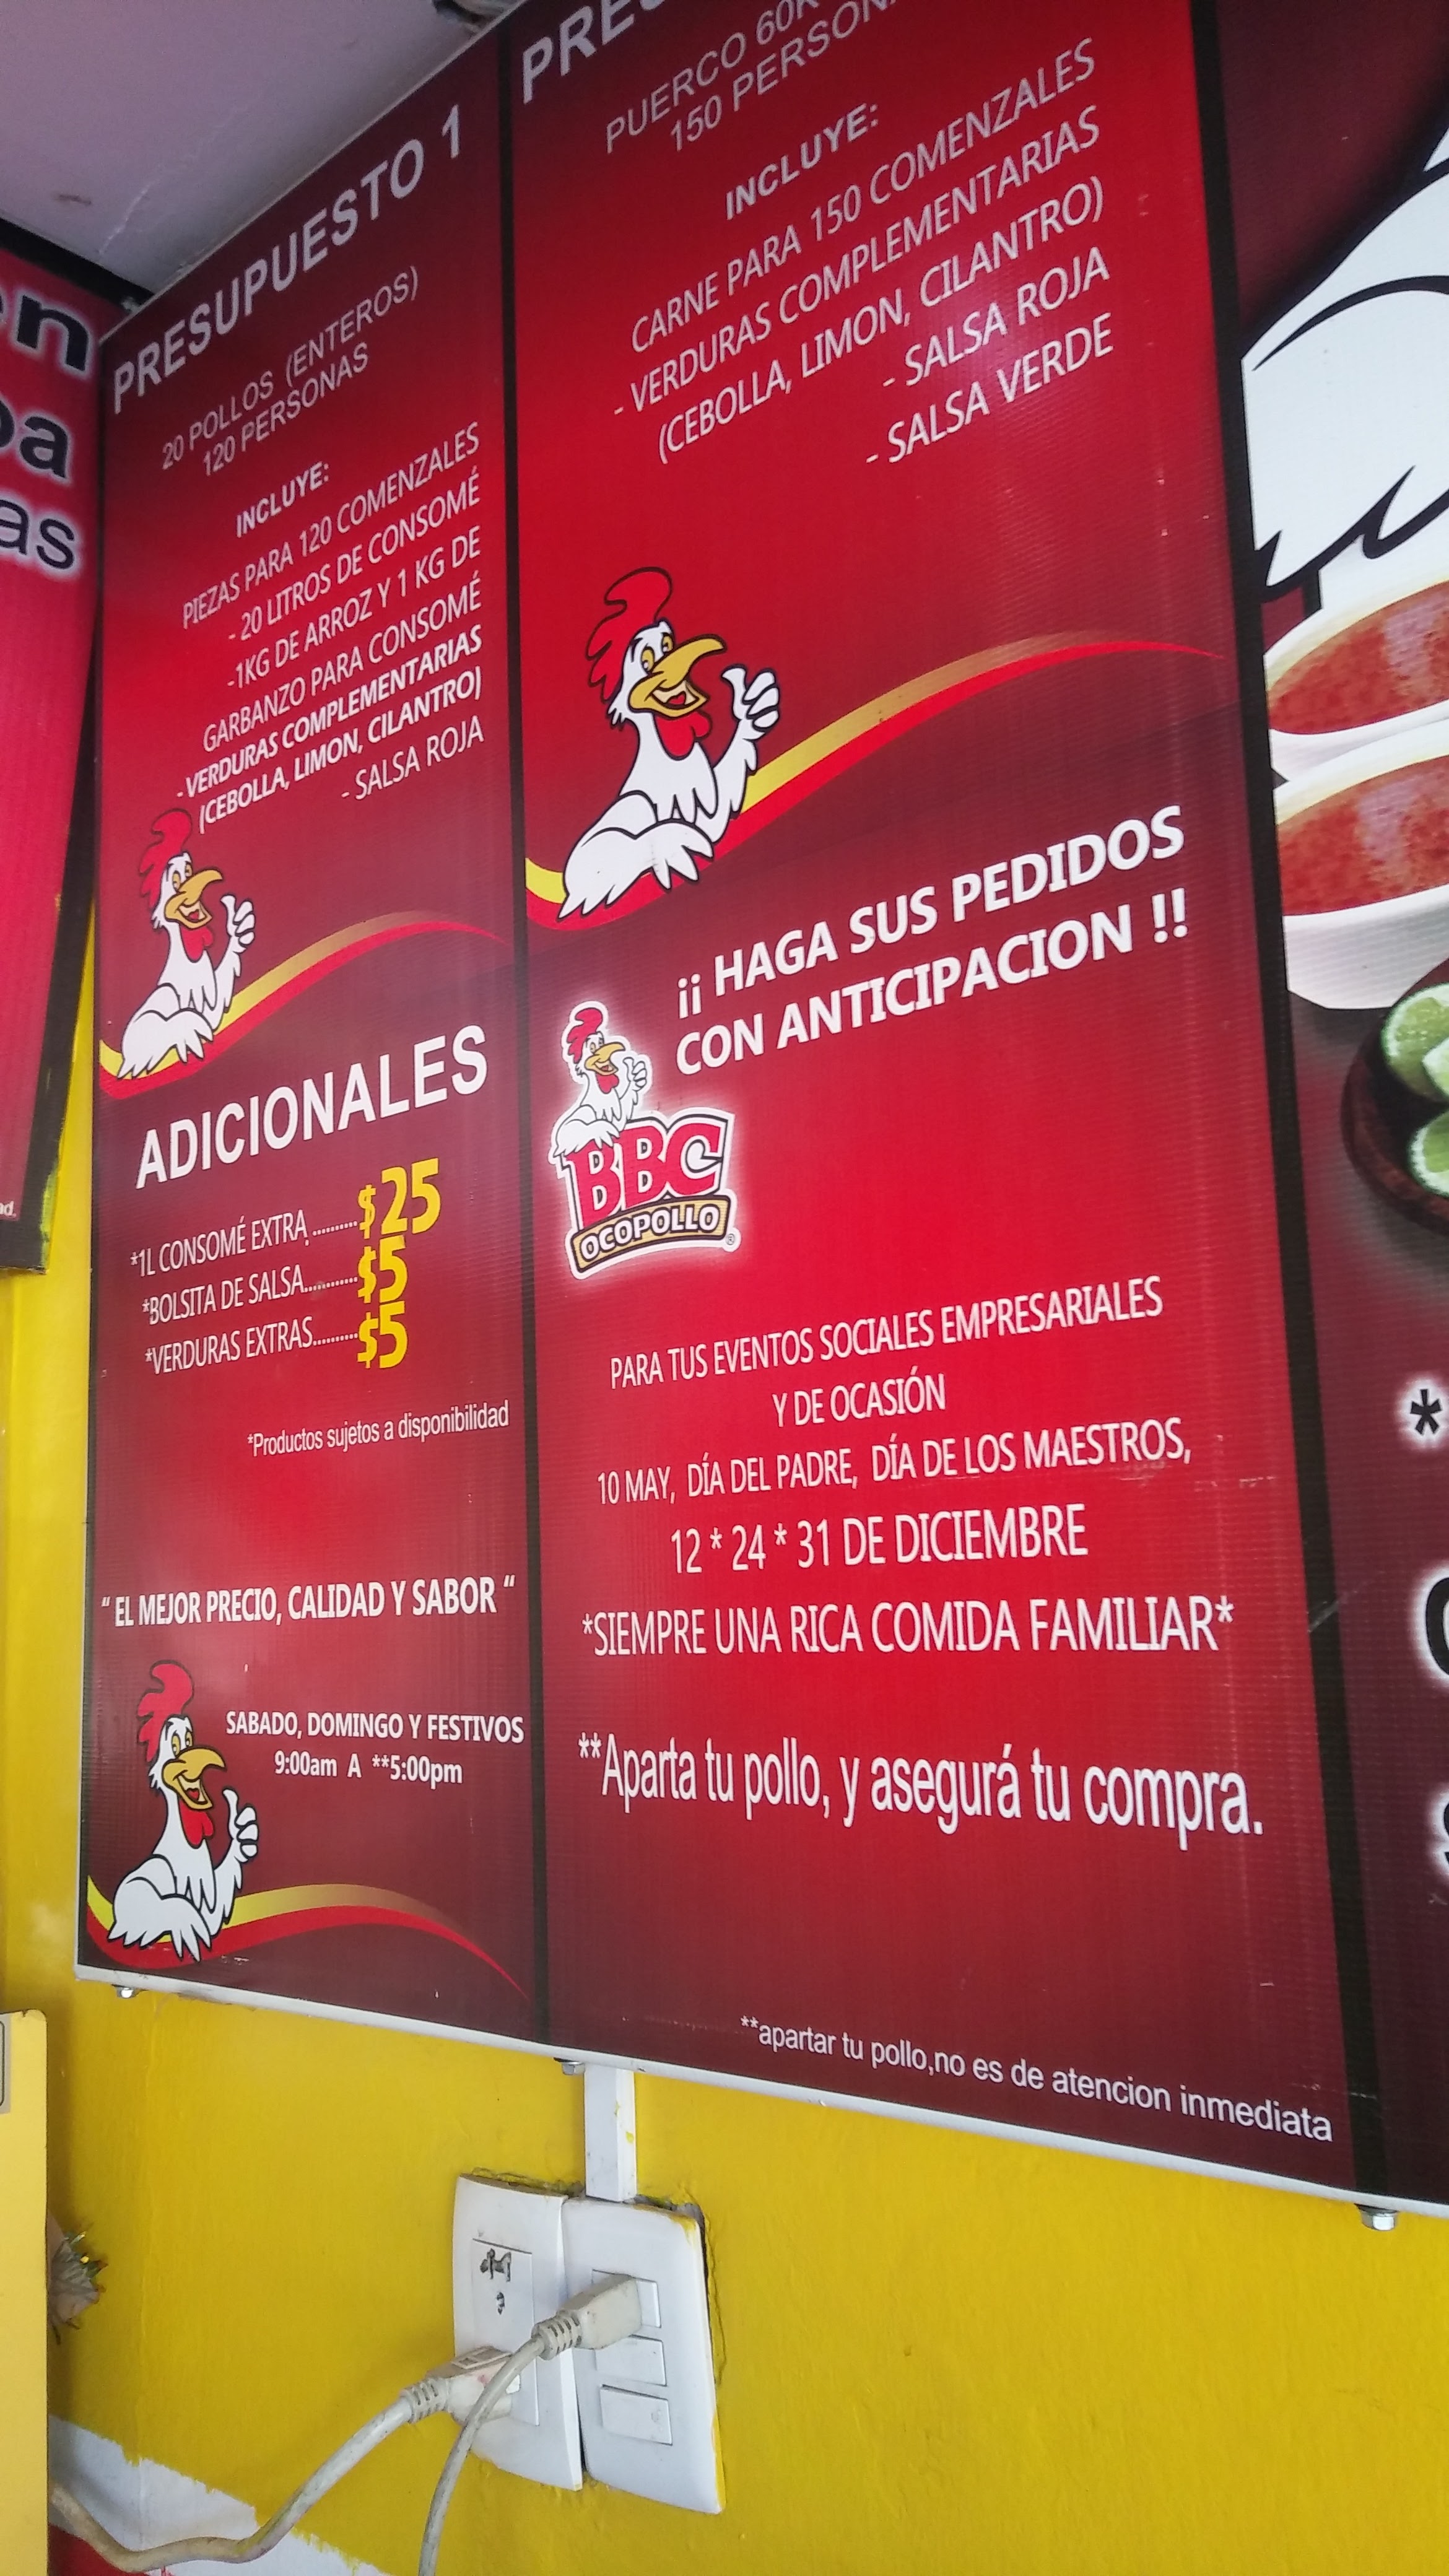 PRESUPUESTO 1
20 POLLOS (ENTEROS)
120 PERSONAS
INCLUYE:
PIEZAS PARA 120 COMENZALES
- 20 LITROS DE CONSOMÉ
-1KG DE ARROZ Y 1 KG DE
GARBANZO PARA CONSOMÉ
- VERDURAS COMPLEMENTARIAS
(CEBOLLA, LIMON, CILANTRO)
- SALSA ROJA
ADICIONALES
*1L CONSOMÉ EXTRA..........$25
*BOLSITA DE SALSA...........$5
*VERDURAS EXTRAS.........$5
*Productos sujetos a disponibilidad
“ EL MEJOR PRECIO, CALIDAD Y SABOR “
SABADO, DOMINGO Y FESTIVOS
9:00am A **5:00pm
PUERCO
150
INCLUYE:
CARNE PARA 150 COMENZALES
- VERDURAS COMPLEMENTARIAS
(CEBOLLA, LIMON, CILANTRO)
- SALSA ROJA
- SALSA VERDE
¡¡ HAGA SUS PEDIDOS
CON ANTICIPACION !!
BBC
OCOPOLLO®
PARA TUS EVENTOS SOCIALES EMPRESARIALES
Y DE OCASIÓN
10 MAY, DÍA DEL PADRE, DÍA DE LOS MAESTROS,
12 * 24 * 31 DE DICIEMBRE
*SIEMPRE UNA RICA COMIDA FAMILIAR*
**Aparta tu pollo, y asegurá tu compra.
**apartar tu pollo,no es de atencion inmediata